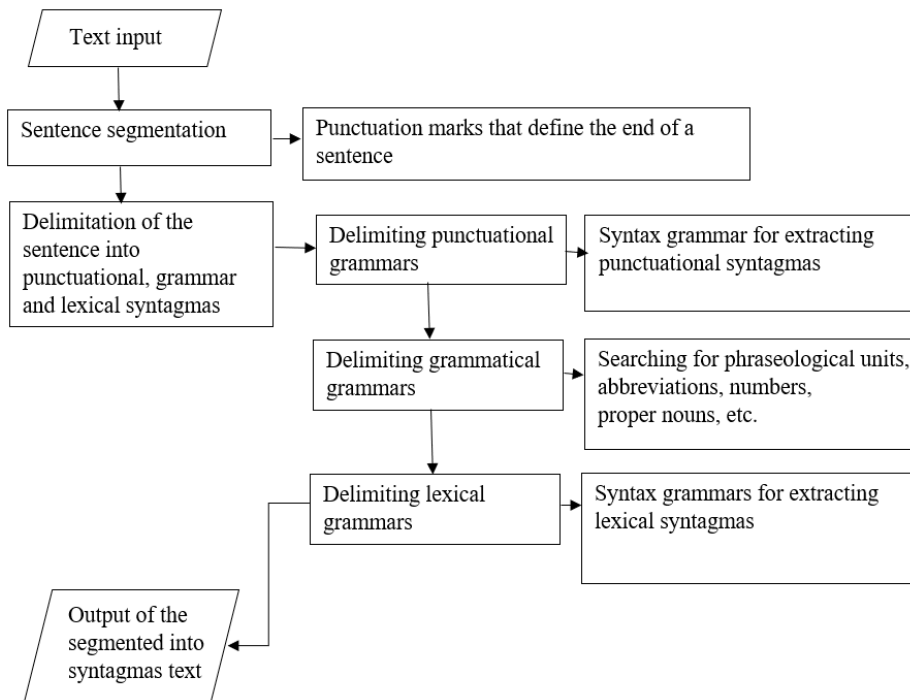 Text input
Sentence segmentation
Punctuation marks that define the end of a
sentence
Delimitation of the
sentence into
punctuational, grammar
and lexical syntagmas
Delimiting punctuational
grammars
Syntax grammar for extracting
punctuational syntagmas
Delimiting grammatical
grammars
Searching for phraseological units,
abbreviations, numbers,
proper nouns, etc.
Delimiting lexical
grammars
Syntax grammars for extracting
lexical syntagmas
Output of the
segmented into
syntagmas text